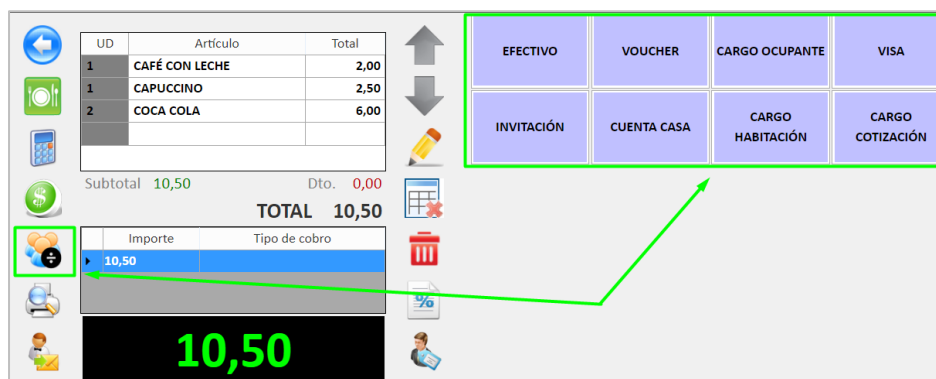 UD Artículo Total
1 CAFÉ CON LECHE 2,00
1 CAPUCCINO 2,50
2 COCA COLA 6,00
Subtotal 10,50 Dto. 0,00
TOTAL 10,50
Importe Tipo de cobro
10,50
10,50
EFECTIVO VOUCHER CARGO OCUPANTE VISA
INVITACIÓN CUENTA CASA CARGO HABITACIÓN CARGO COTIZACIÓN